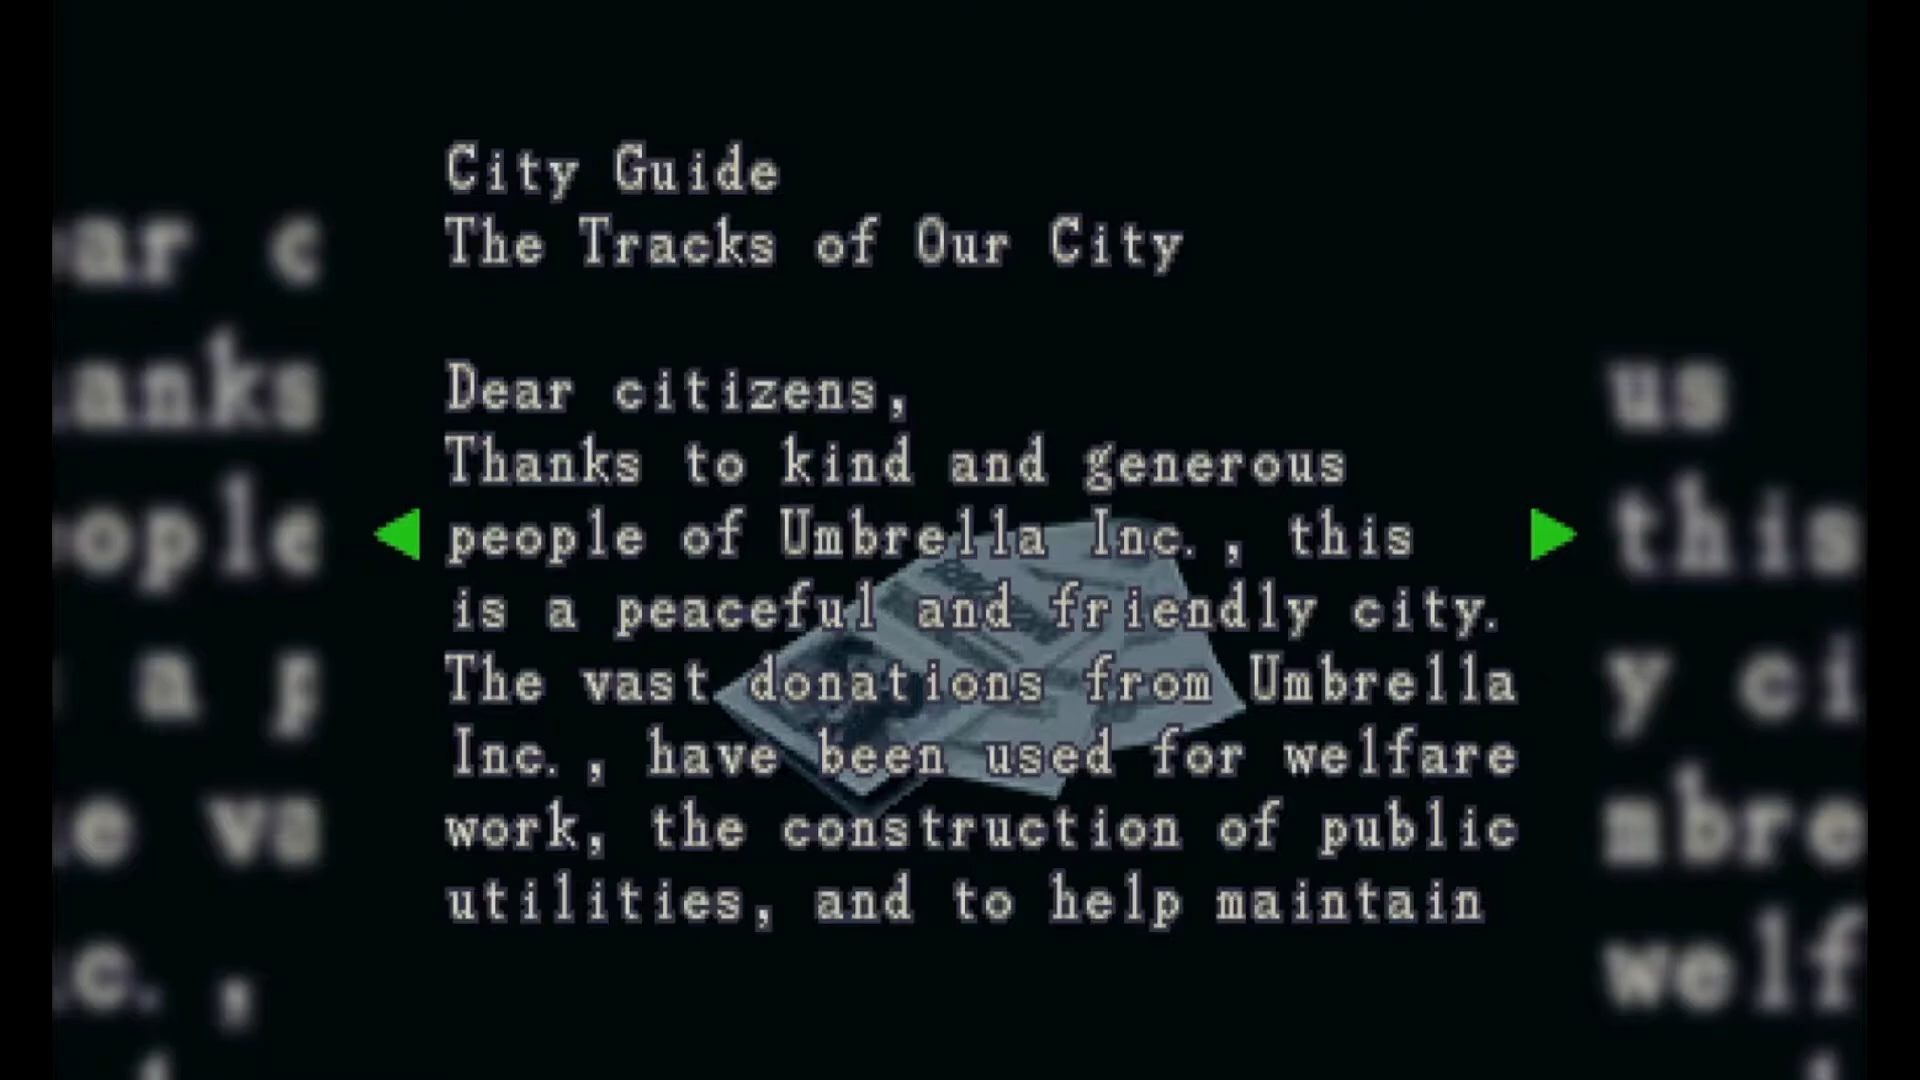 City Guide
The Tracks of Our City
Dear citizens,
Thanks to kind and generous
people of Umbrella Inc., this
is a peaceful and friendly city.
The vast donations from Umbrella
Inc., have been used for welfare
work, the construction of public
utilities, and to help maintain